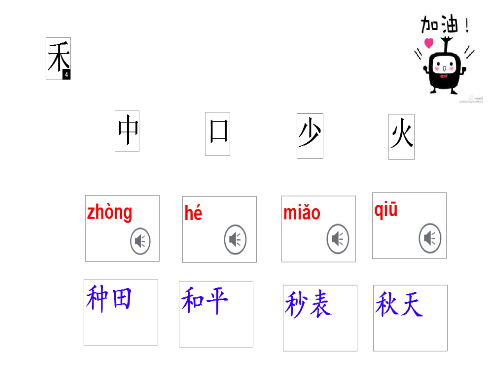 加油！
禾
4
中 口 少 火
zhòng hé miǎo qiū
种田 和平 秒表 秋天